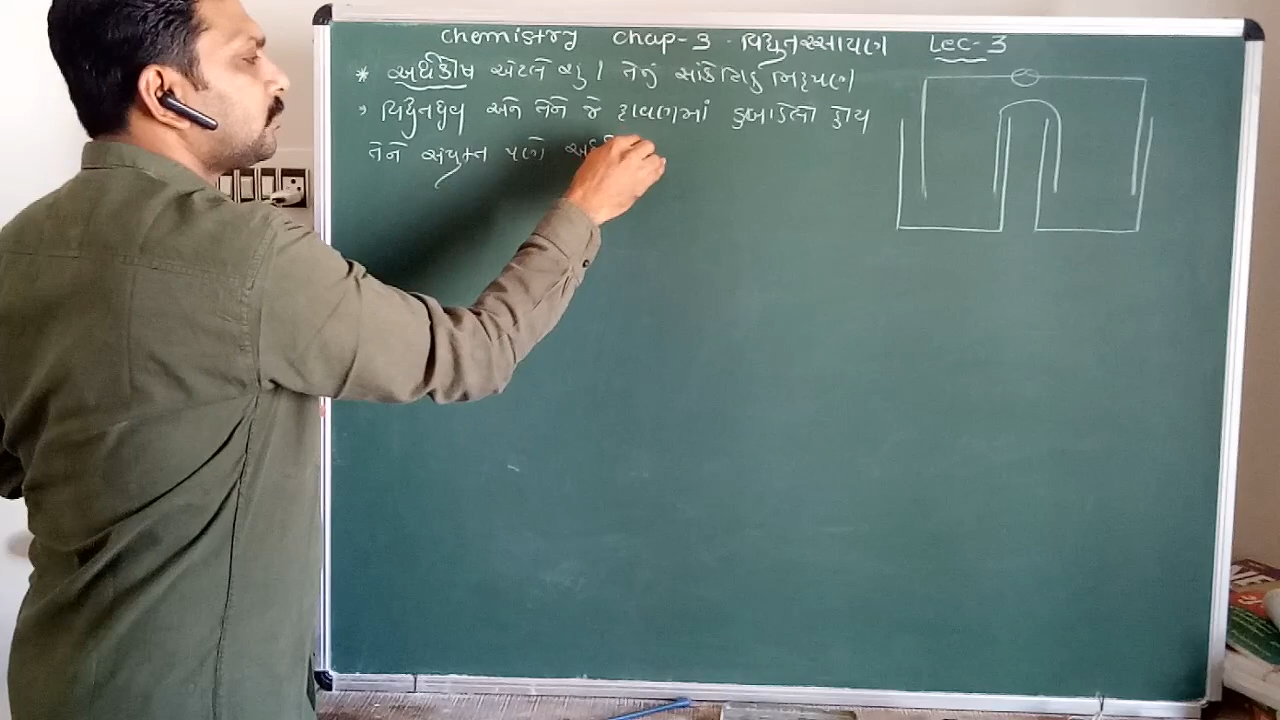 Chemistry Chap-3 - વિદ્યુતરસાયણ Lec-3
* અર્ધકોષ એટલે શું ? તેનું સાંકેતિક નિરૂપણ
વિદ્યુતધ્રુવ અને તેને જે દ્રાવણમાં ડુબાડેલો હોય
તેને સંયુક્ત પણે